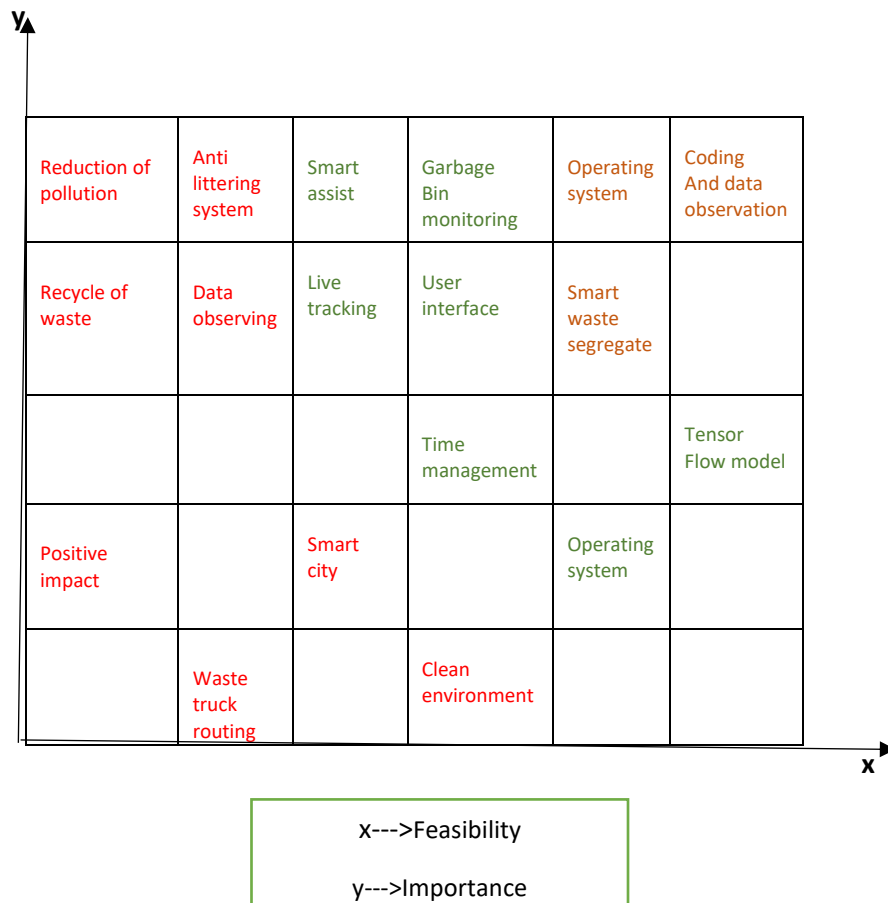 y
Reduction of
pollution
Anti
littering
system
Smart
assist
Garbage
Bin
monitoring
Operating
system
Coding
And data
observation
Recycle of
waste
Data
observing
Live
tracking
User
interface
Smart
waste
segregate
Time
management
Tensor
Flow model
Positive
impact
Smart
city
Operating
system
Waste
truck
routing
Clean
environment
x
x--->Feasibility
y--->Importance